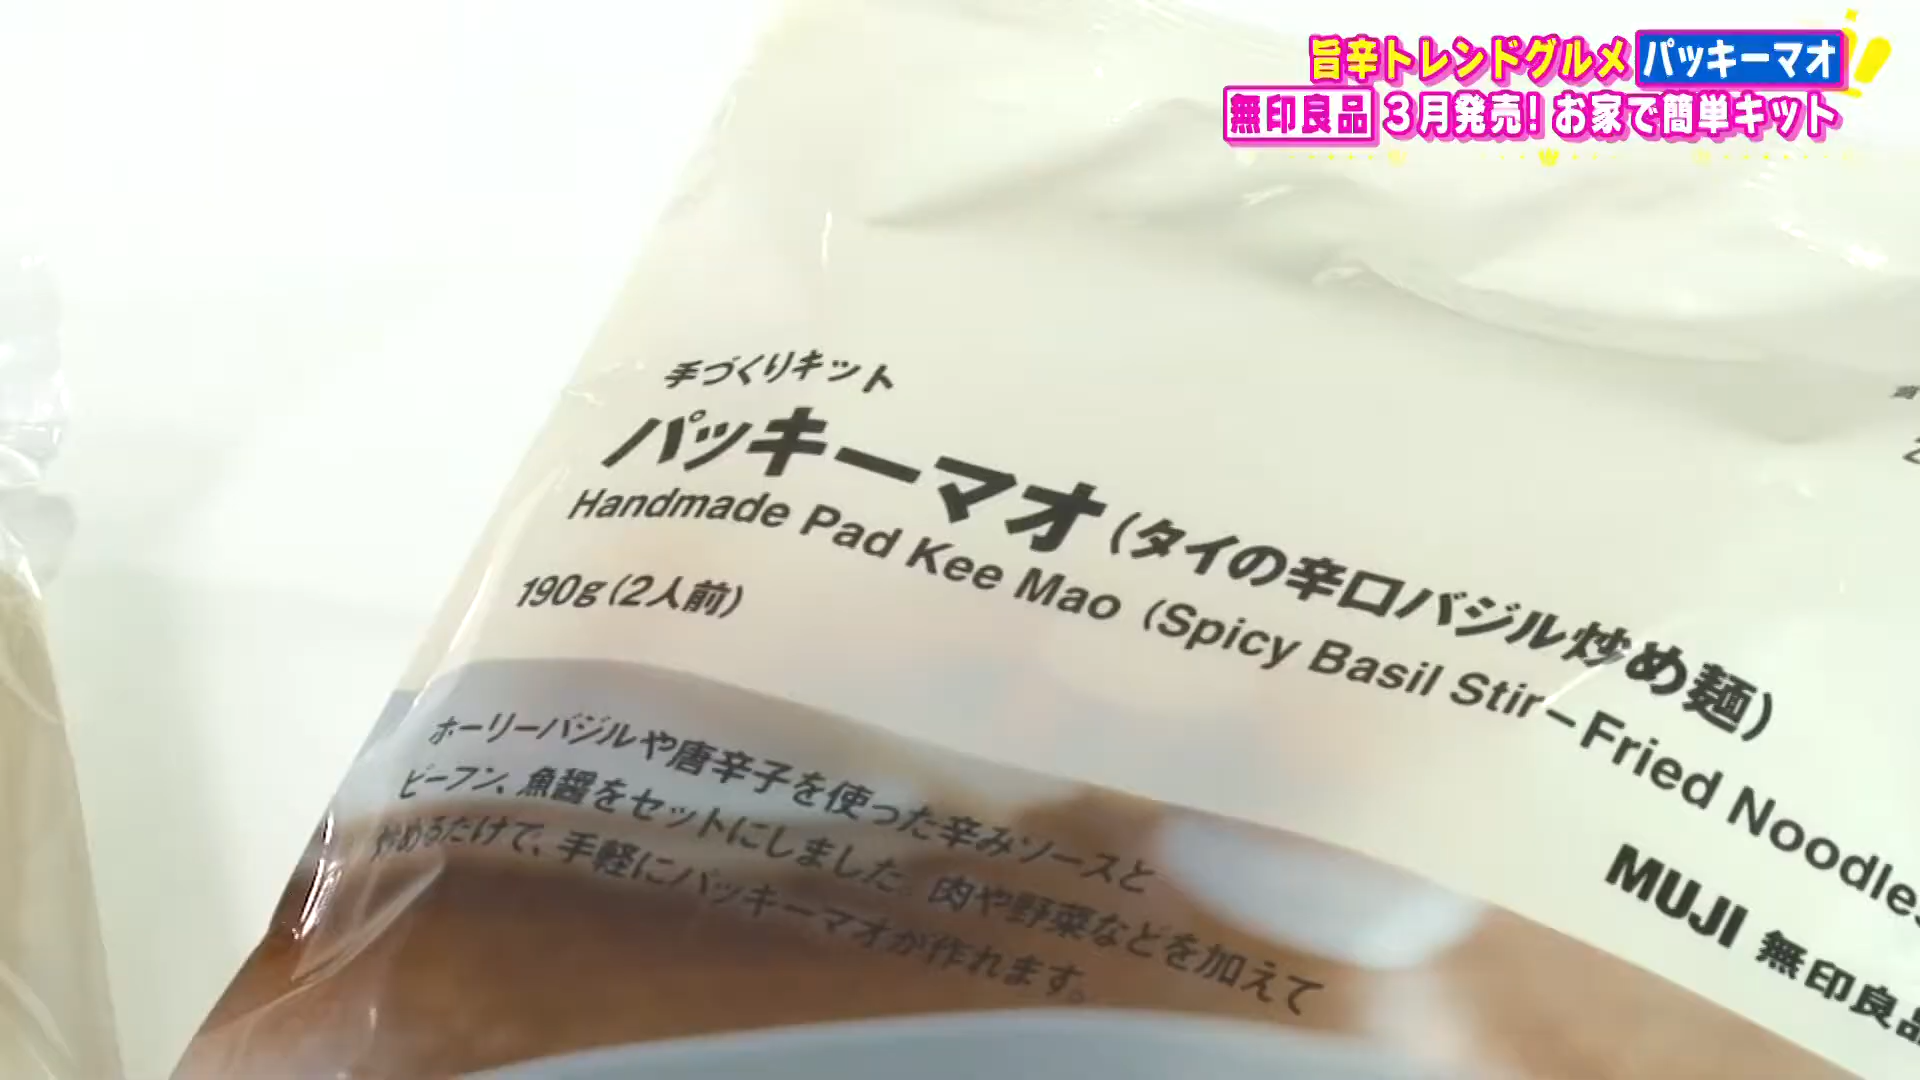 旨辛トレンドグルメ パッキーマオ
無印良品 3月発売! お家で簡単キット
手づくりキット
パッキーマオ(タイの辛口バジル炒め麺)
Handmade Pad Kee Mao (Spicy Basil Stir-Fried Noodles
190g(2人前)
ホーリーバジルや唐辛子を使った辛みソースと
ビーフン、魚醤をセットにしました。肉や野菜などを加えて
炒めるだけで、手軽にパッキーマオが作れます。
MUJI 無印良品